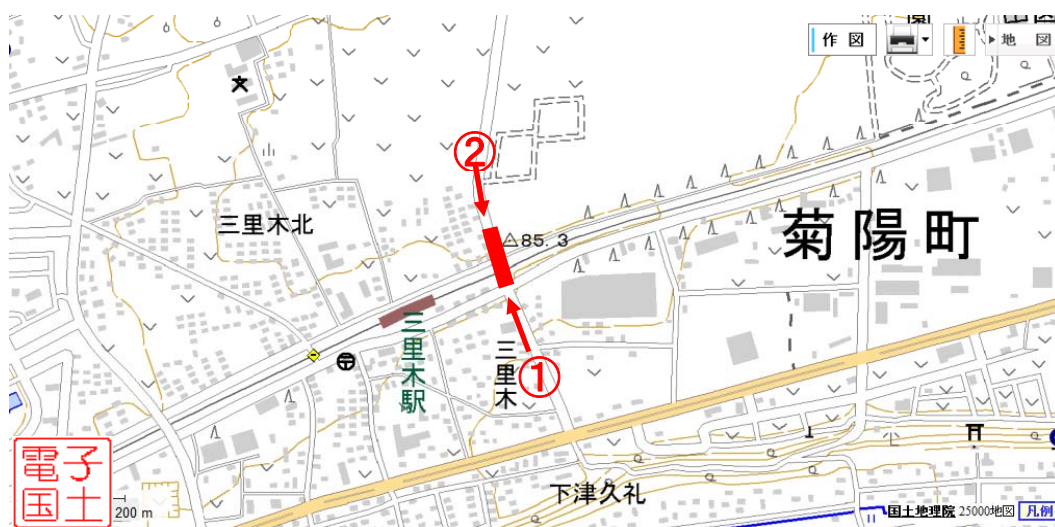 作 図
地 図
②
三里木北
85.3
菊陽町
三里木駅
三里木
①
電子
国土
200 m
下津久礼
国土地理院 25000地図
凡例